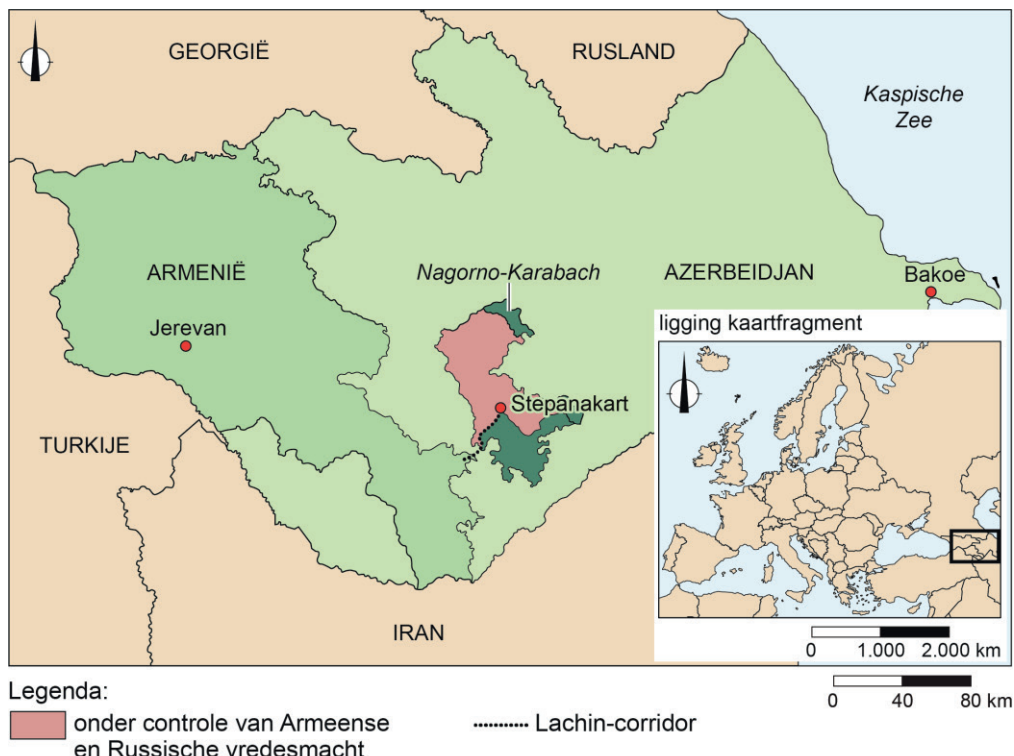 GEORGIË
RUSLAND
Kaspische
Zee
ARMENIË
Nagorno-Karabach
AZERBEIDJAN
Bakoe
Jerevan
ligging kaartfragment
Stepanakart
TURKIJE
IRAN
0 1.000 2.000 km
Legenda:
0 40 80 km
onder controle van Armeense
en Russische vredesmacht
Lachin-corridor